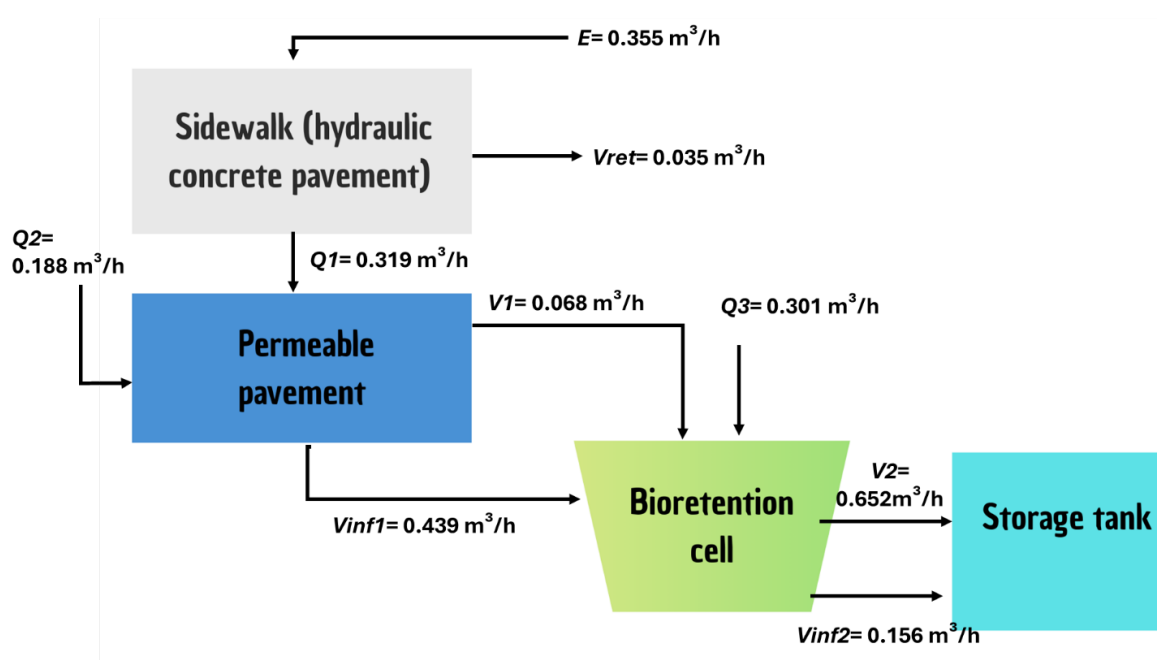 E= 0.355 m³/h
Sidewalk (hydraulic
concrete pavement)
Vret= 0.035 m³/h
Q2=
0.188 m³/h
Q1= 0.319 m³/h
V1= 0.068 m³/h
Q3= 0.301 m³/h
Permeable
pavement
Vinf1= 0.439 m³/h
Bioretention
cell
V2=
0.652m³/h
Storage tank
Vinf2= 0.156 m³/h